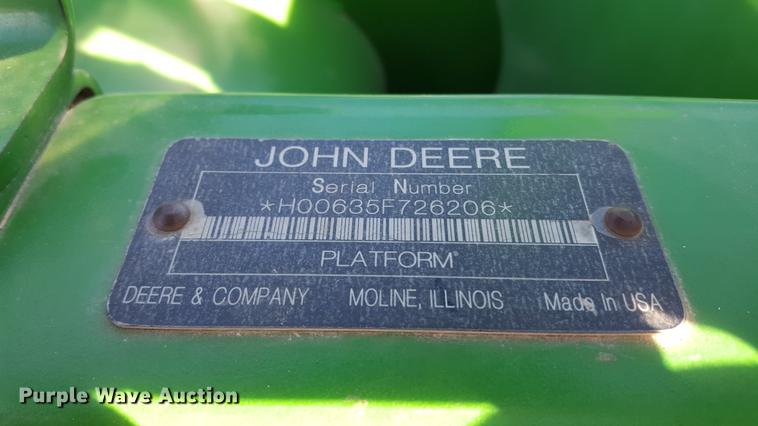 JOHN DEERE
Serial Number
*H00635F726206*
PLATFORM
DEERE & COMPANY MOLINE, ILLINOIS Made In USA
Purple Wave Auction®